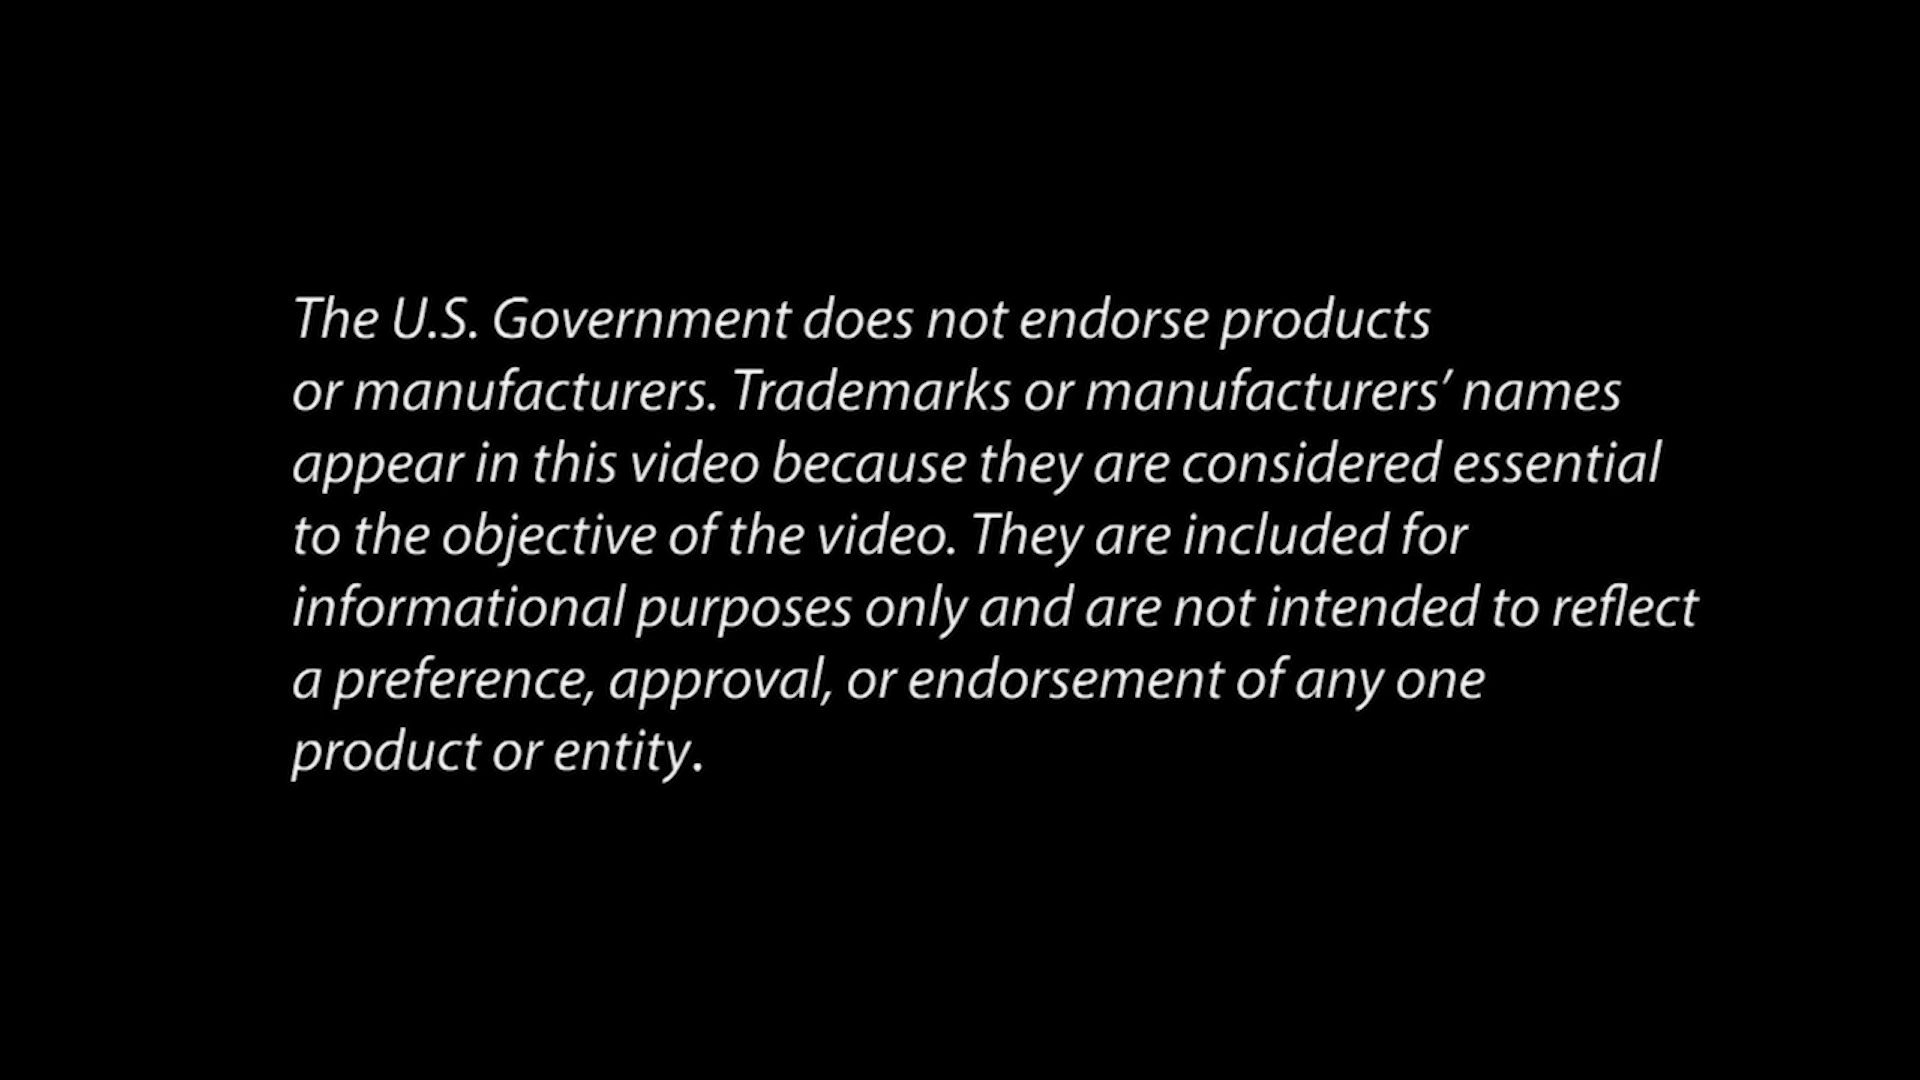 The U.S. Government does not endorse products
or manufacturers. Trademarks or manufacturers’ names
appear in this video because they are considered essential
to the objective of the video. They are included for
informational purposes only and are not intended to reflect
a preference, approval, or endorsement of any one
product or entity.